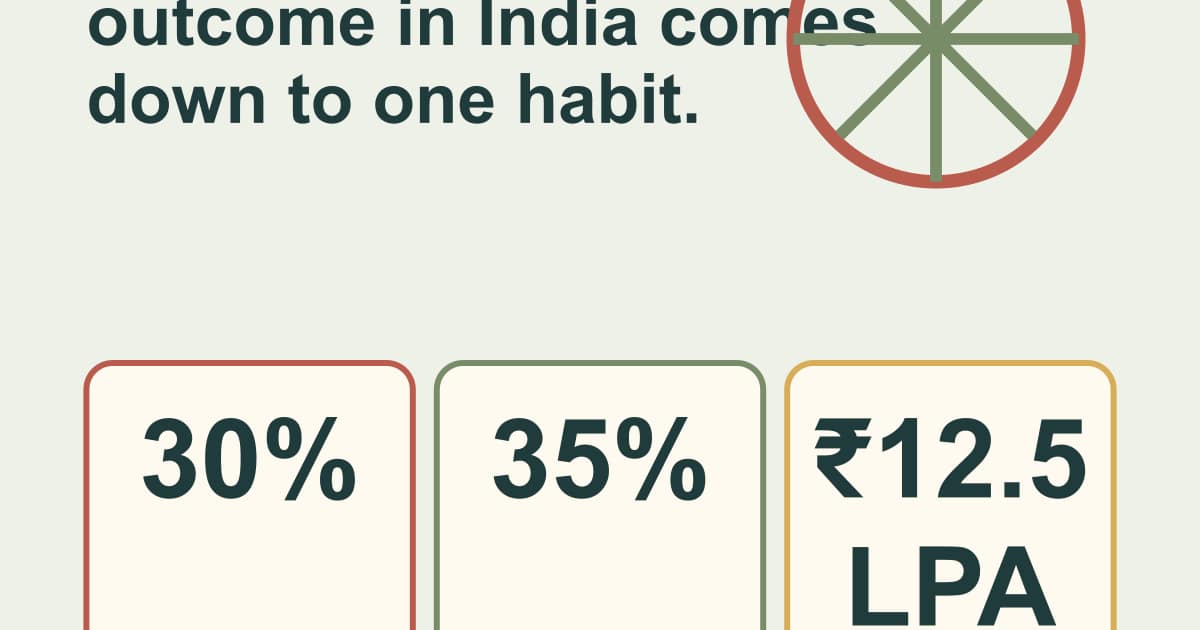 outcome in India comes
down to one habit.
30%
35%
₹12.5
LPA